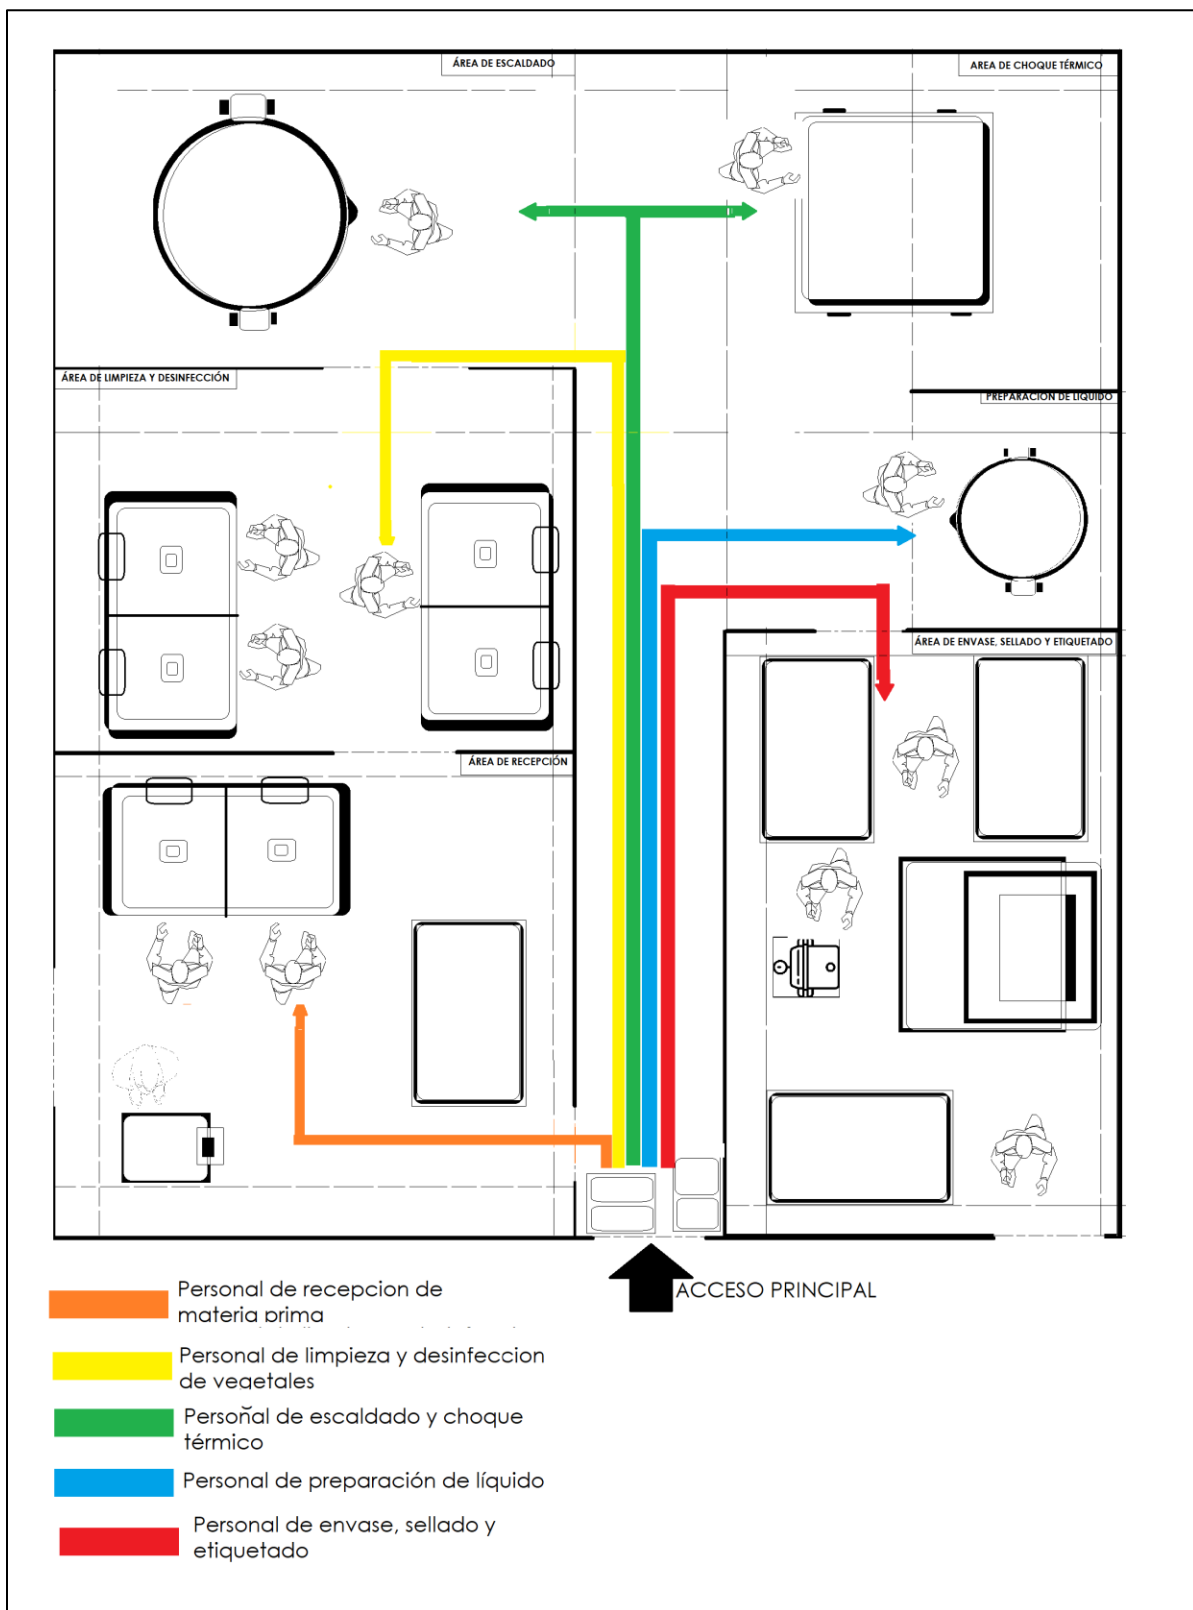 ÁREA DE ESCALDADO
AREA DE CHOQUE TÉRMICO
ÁREA DE LIMPIEZA Y DESINFECCIÓN
PREPARACION DE LIQUIDO
ÁREA DE ENVASE, SELLADO Y ETIQUETADO
ÁREA DE RECEPCIÓN
ACCESO PRINCIPAL
Personal de recepcion de
materia prima
Personal de limpieza y desinfeccion
de vegetales
Personal de escaldado y choque
térmico
Personal de preparación de líquido
Personal de envase, sellado y
etiquetado